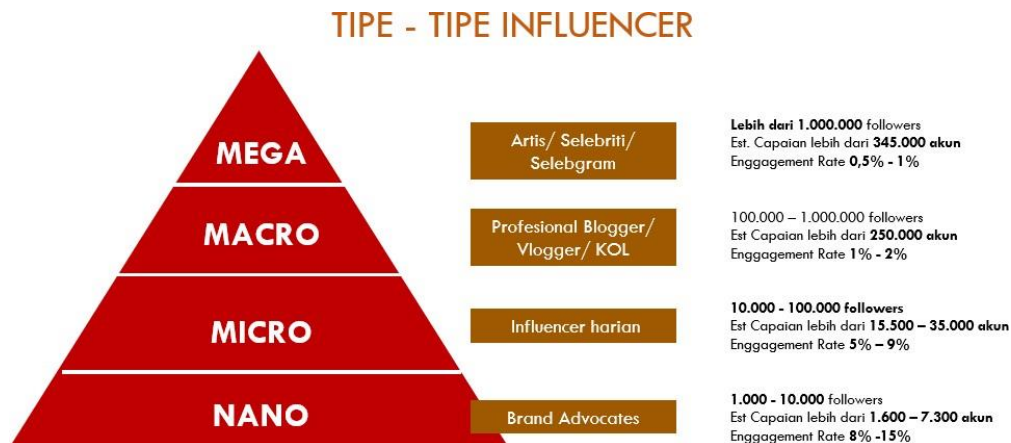 TIPE - TIPE INFLUENCER
MEGA
Artis/ Selebriti/
Selebgram
Lebih dari 1.000.000 followers
Est. Capaian lebih dari 345.000 akun
Enggagement Rate 0,5% - 1%
MACRO
Profesional Blogger/
Vlogger/ KOL
100.000 – 1.000.000 followers
Est Capaian lebih dari 250.000 akun
Enggagement Rate 1% - 2%
MICRO
Influencer harian
10.000 - 100.000 followers
Est Capaian lebih dari 15.500 – 35.000 akun
Enggagement Rate 5% – 9%
NANO
Brand Advocates
1.000 - 10.000 followers
Est Capaian lebih dari 1.600 – 7.300 akun
Enggagement Rate 8% -15%